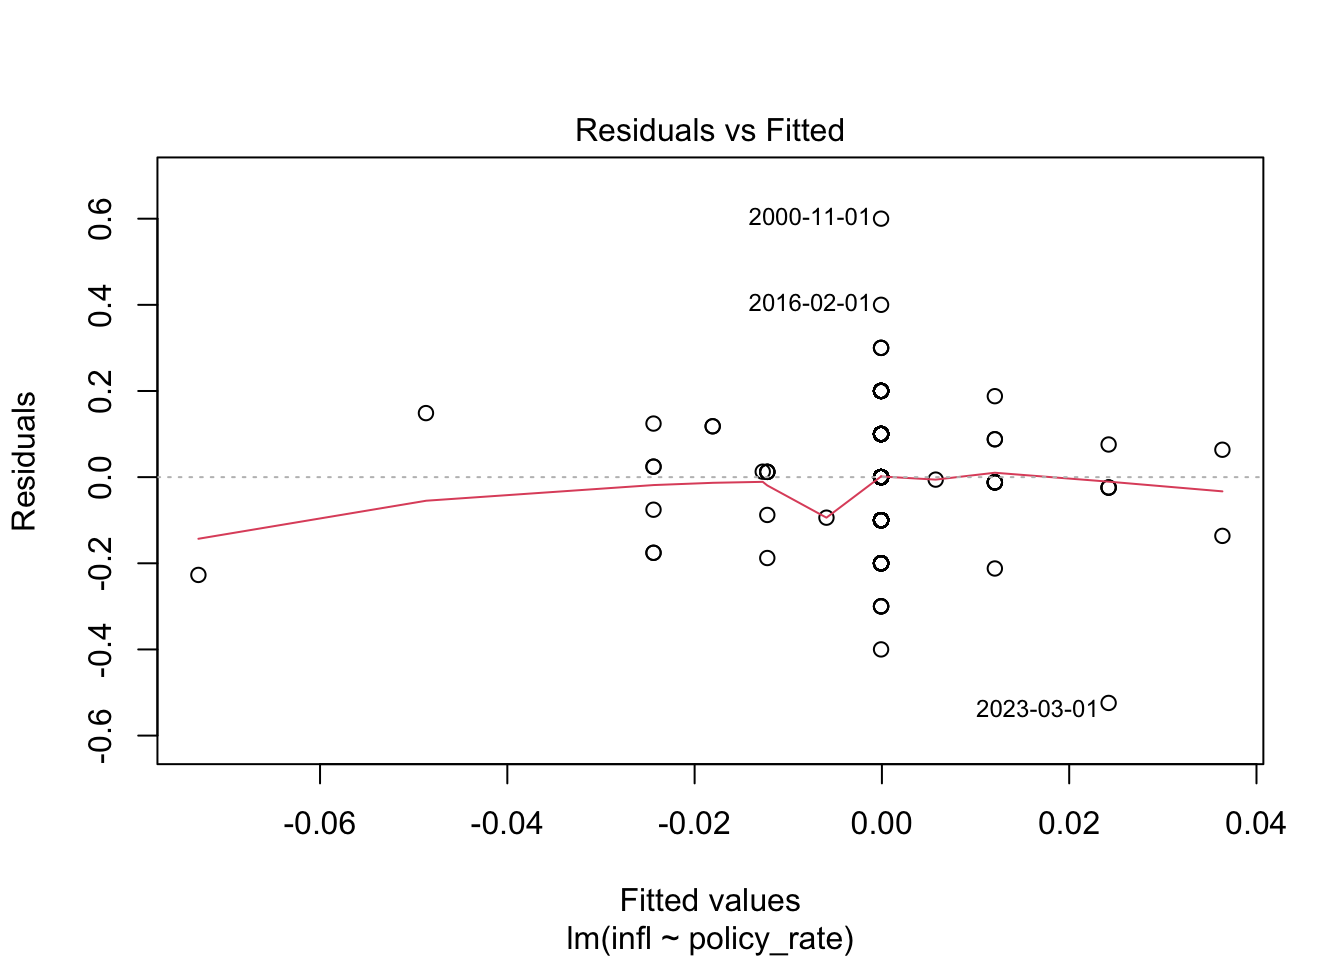 Residuals vs Fitted
Residuals
0.6
0.4
0.2
0.0
-0.2
-0.4
-0.6
2000-11-01
2016-02-01
2023-03-01
-0.06 -0.04 -0.02 0.00 0.02 0.04
Fitted values
lm(infl ~ policy_rate)